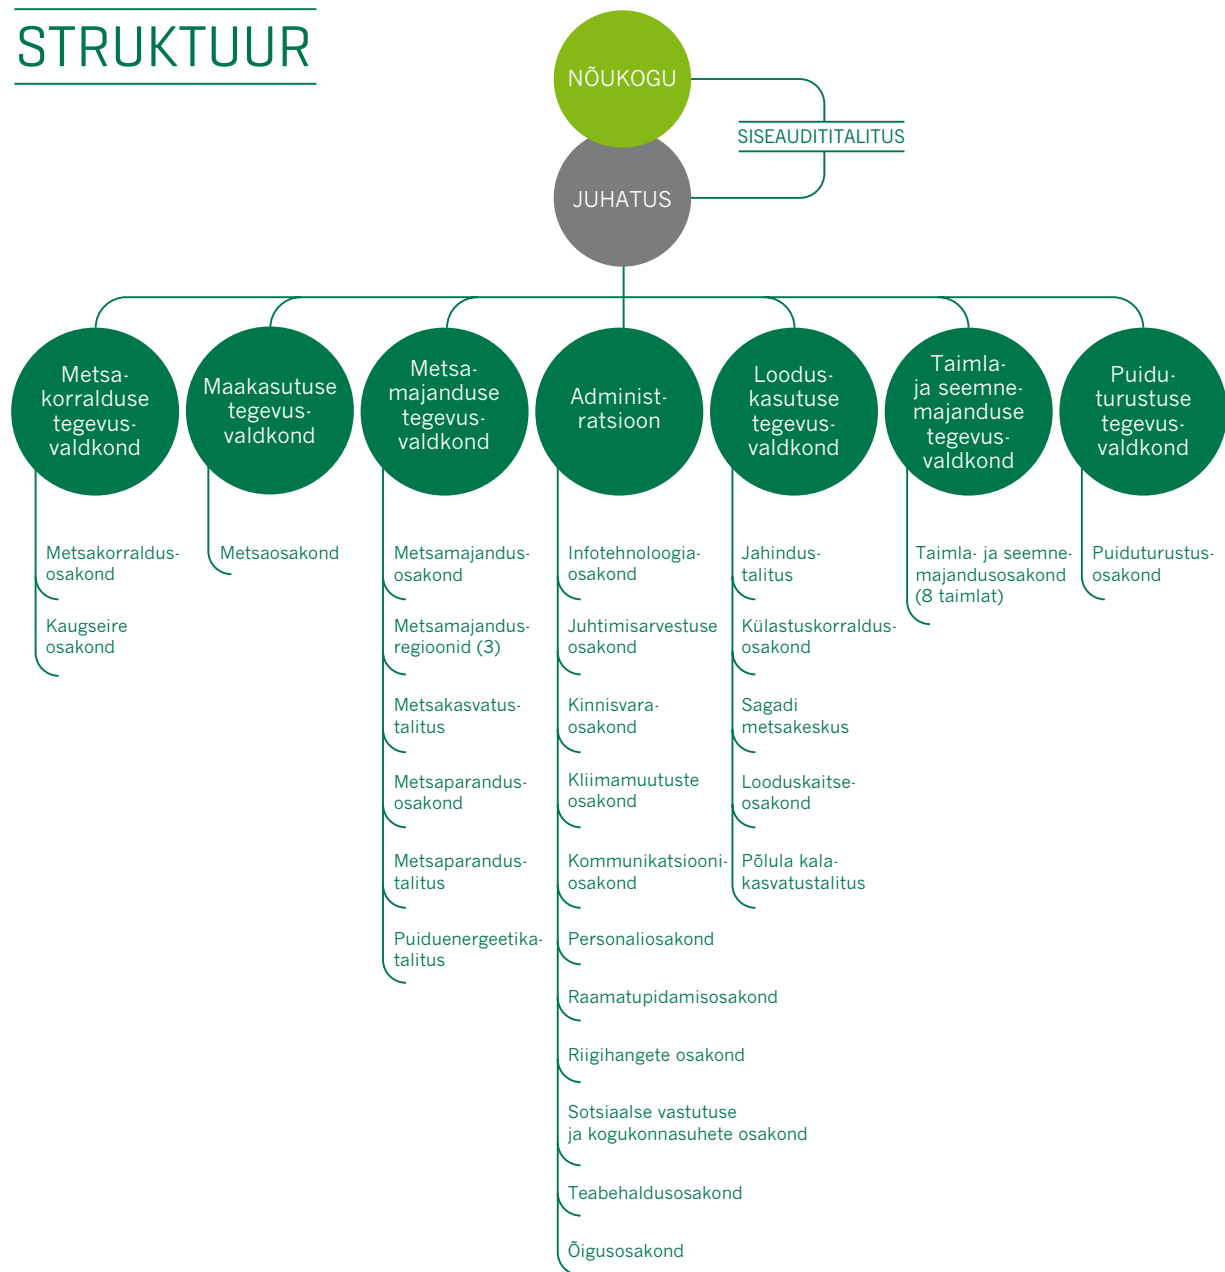 STRUKTUUR
NÕUKOGU
SISEAUDITITALITUS
JUHATUS
Metsa-
korralduse
tegevus-
valdkond
Metsakorraldus-
osakond
Kaugseire
osakond
Maakasutuse
tegevus-
valdkond
Metsaosakond
Metsa-
majanduse
tegevus-
valdkond
Metsamajandus-
osakond
Metsamajandus-
regioonid (3)
Metsakasvatus-
talitus
Metsaparandus-
osakond
Metsaparandus-
talitus
Puiduenergeetika-
talitus
Administ-
ratsioon
Infotehnoloogia-
osakond
Juhtimisarvestuse
osakond
Kinnisvara-
osakond
Kliimamuutuste
osakond
Kommunikatsiooni-
osakond
Personaliosakond
Raamatupidamisosakond
Riigihangete osakond
Sotsiaalse vastutuse
ja kogukonnasuhete osakond
Teabehaldusosakond
Õigusosakond
Loodus-
kasutuse
tegevus-
valdkond
Jahindus-
talitus
Külastuskorraldus-
osakond
Sagadi
metsakeskus
Looduskaitse-
osakond
Põlula kala-
kasvatustalitus
Taimla-
ja seemne-
majanduse
tegevus-
valdkond
Taimla- ja seemne-
majandusosakond
(8 taimlat)
Puidu-
turustuse
tegevus-
valdkond
Puiduturustus-
osakond